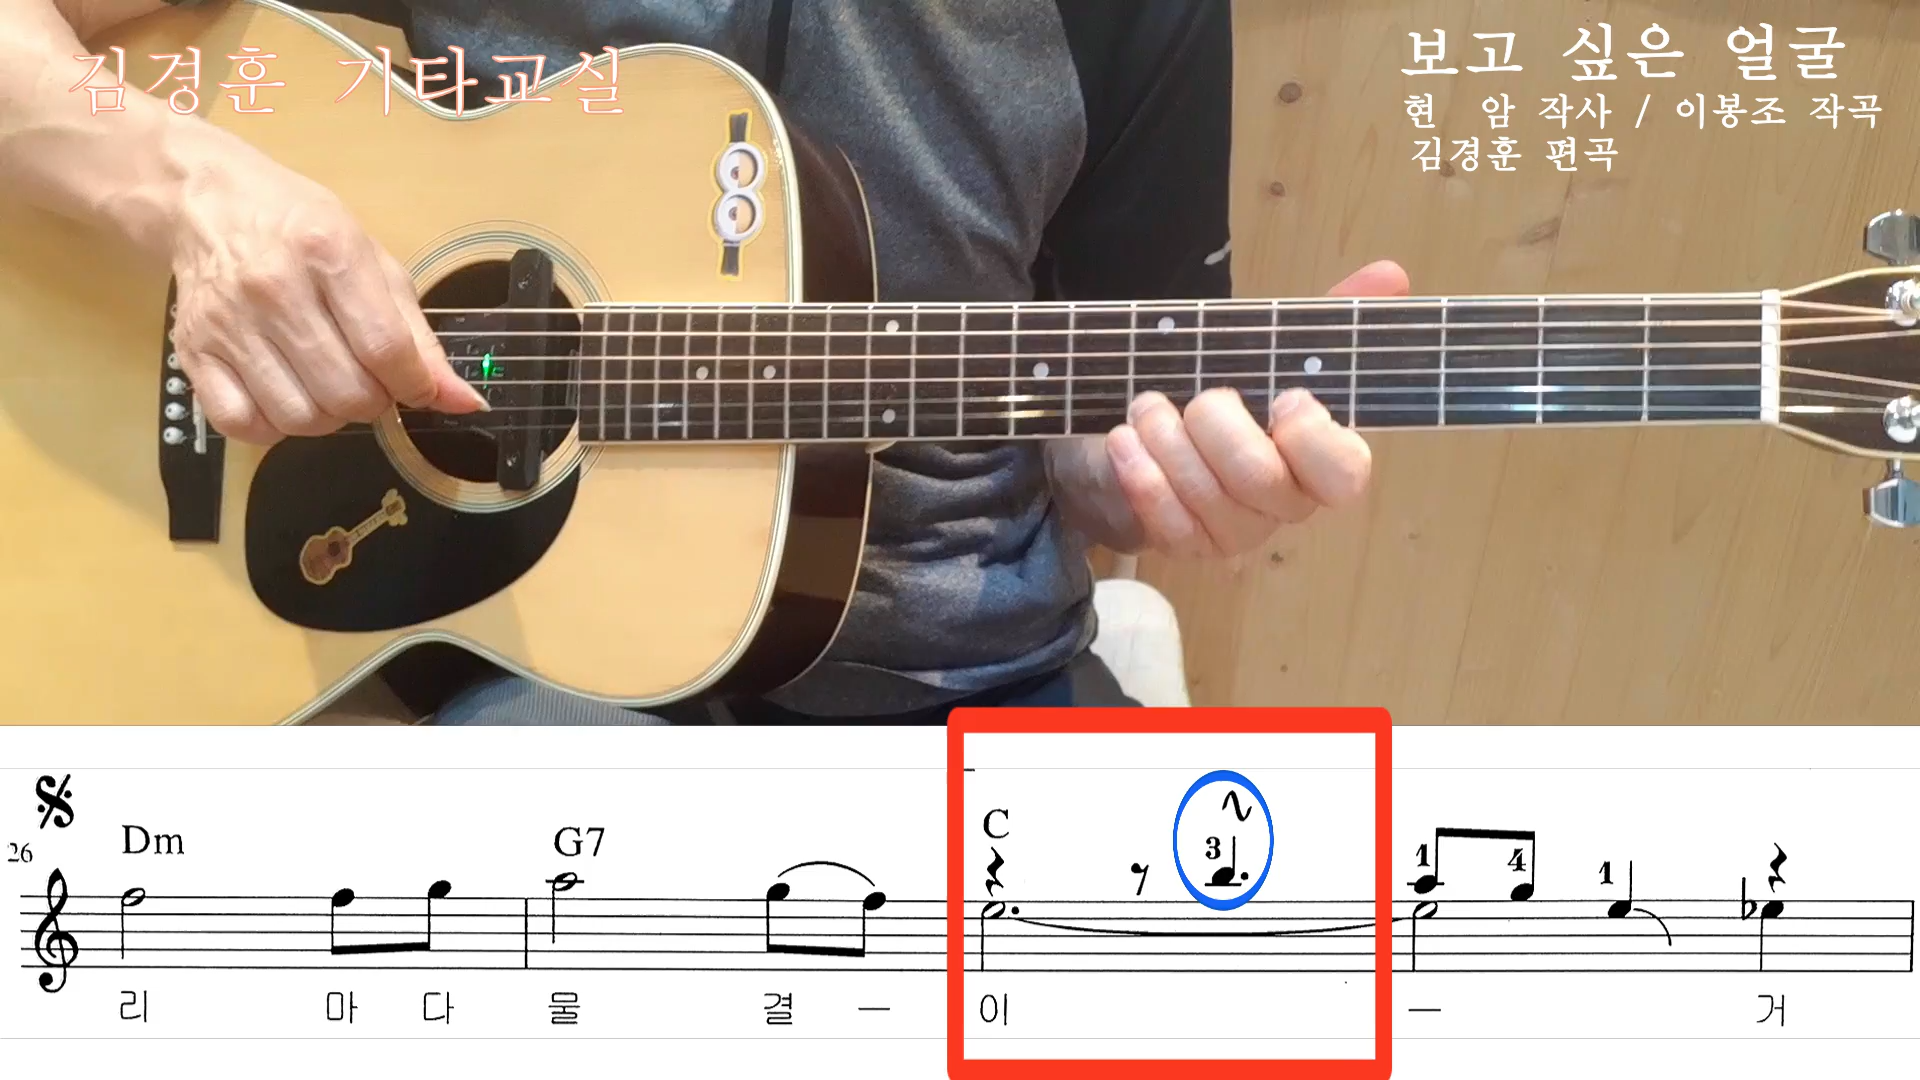 김경훈 기타교실
보고 싶은 얼굴
현 암 작사 / 이봉조 작곡
김경훈 편곡
26
Dm G7 C
3 1 4 1
리 마 다 물 결 ㅡ 이 ㅡ 거